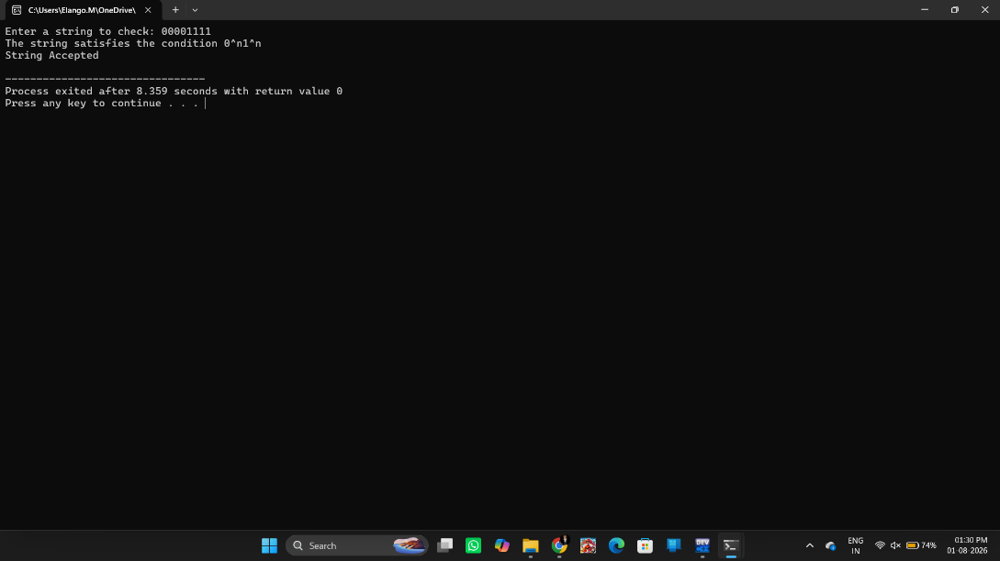 C:\Users\Elango.M\OneDrive\
Enter a string to check: 00001111
The string satisfies the condition 0^n1^n
String Accepted
--------------------------------
Process exited after 8.359 seconds with return value 0
Press any key to continue . . .
Search
DEV
ENG
IN
74%
01:30 PM
01-08-2026